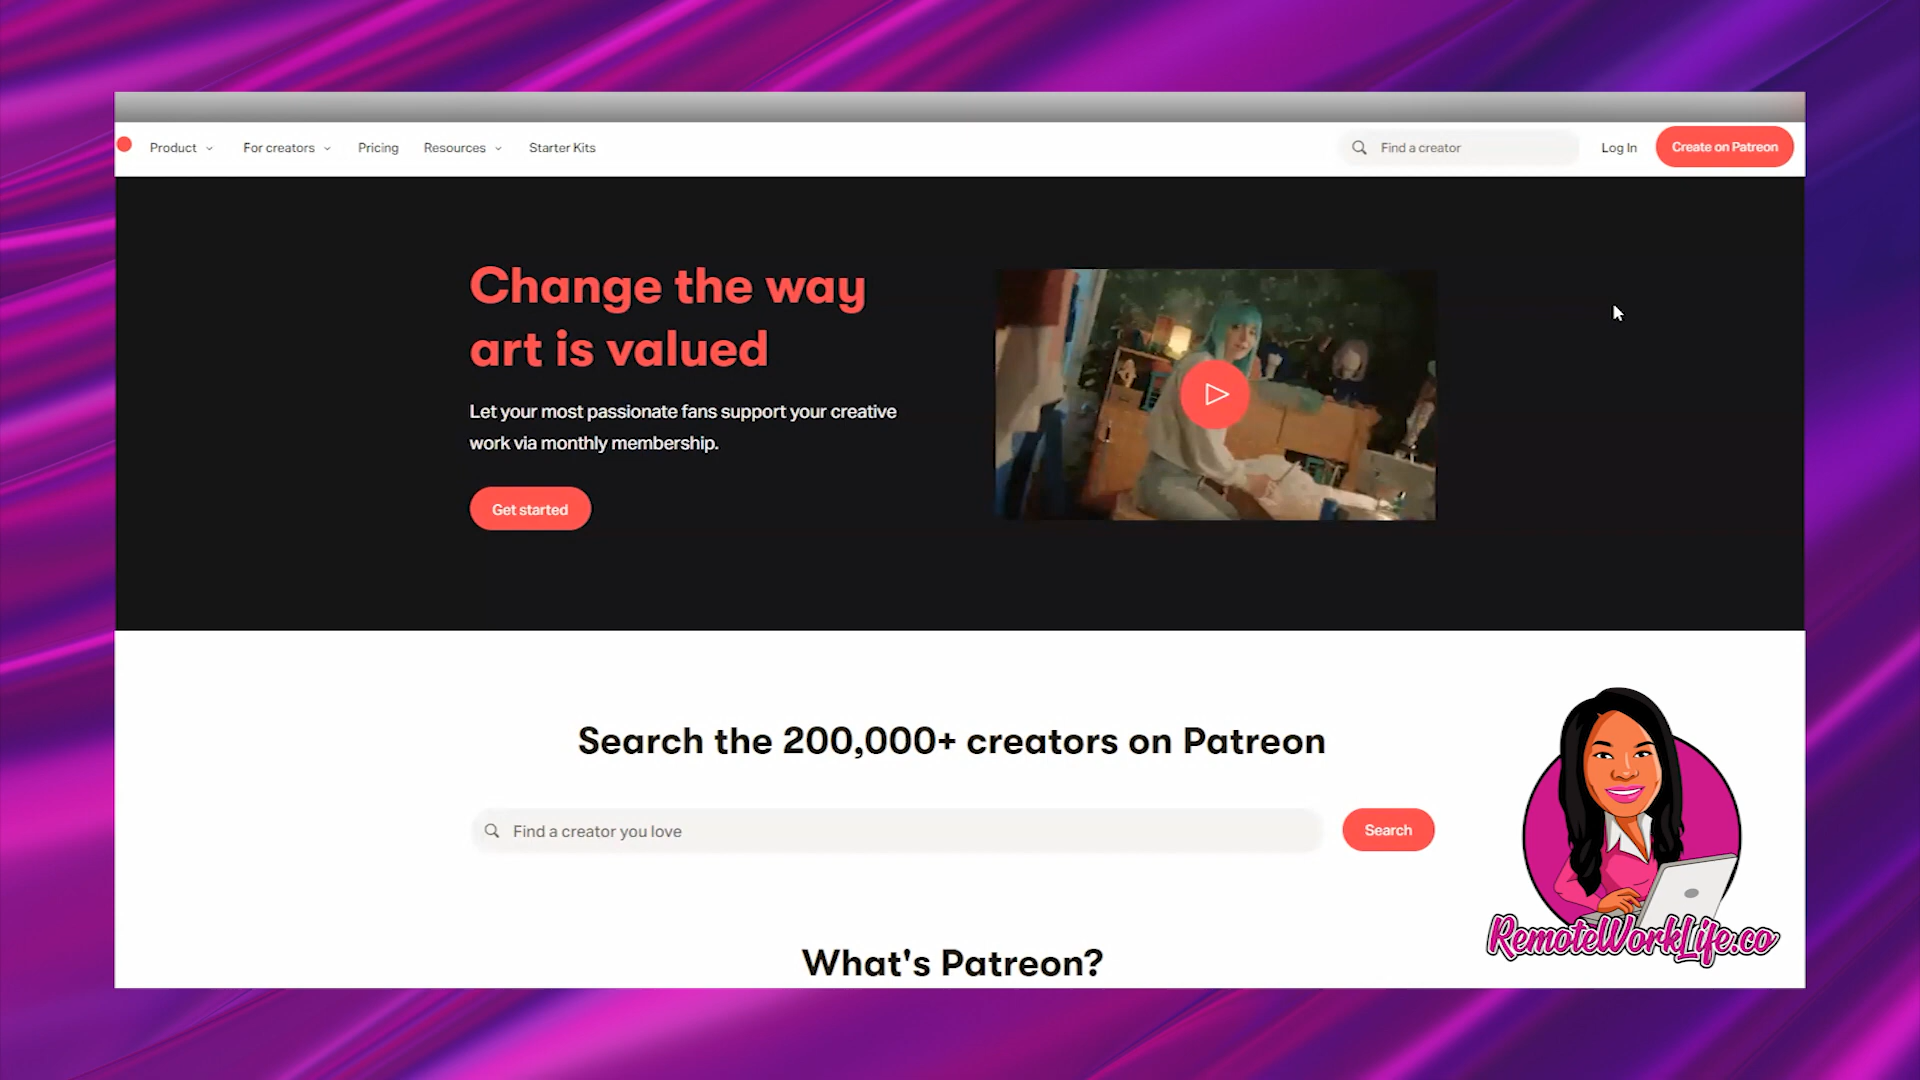 Product
For creators
Pricing
Resources
Starter Kits
Find a creator
Log In
Create on Patreon
Change the way
art is valued
Let your most passionate fans support your creative
work via monthly membership.
Get started
Search the 200,000+ creators on Patreon
Find a creator you love
Search
What's Patreon?
RemoteWorkLife.co